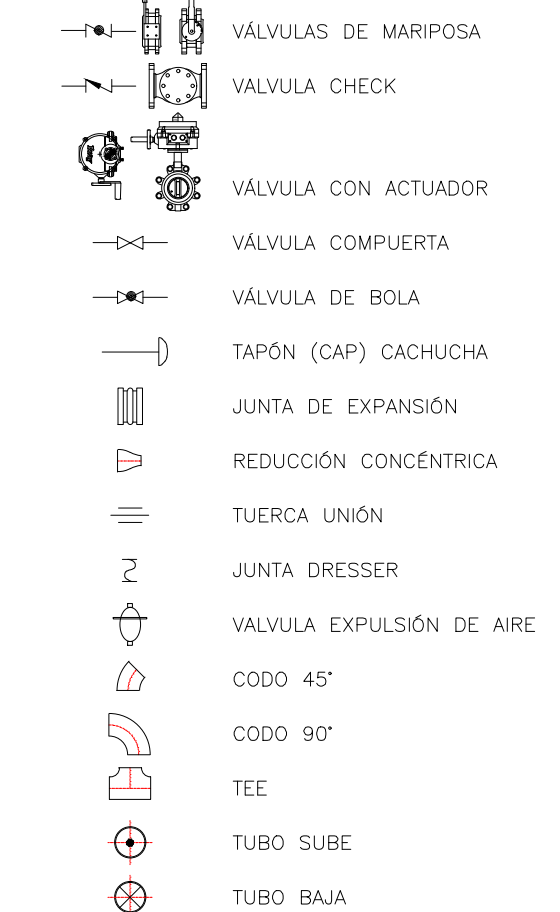 VÁLVULAS DE MARIPOSA
VALVULA CHECK
VÁLVULA CON ACTUADOR
VÁLVULA COMPUERTA
VÁLVULA DE BOLA
TAPÓN (CAP) CACHUCHA
JUNTA DE EXPANSIÓN
REDUCCIÓN CONCÉNTRICA
TUERCA UNIÓN
JUNTA DRESSER
VALVULA EXPULSIÓN DE AIRE
CODO 45°
CODO 90°
TEE
TUBO SUBE
TUBO BAJA